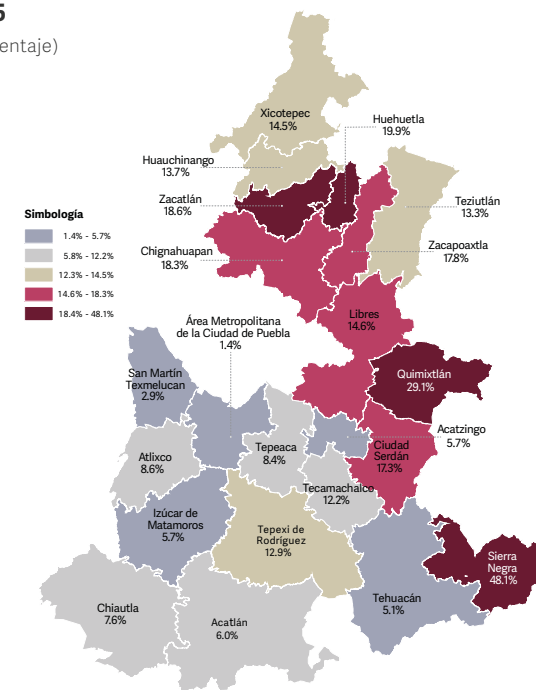 5
entaje)
Xicotepec
14.5%
Huehuetla
19.9%
Huauchinango
13.7%
Zacatlán
18.6%
Teziutlán
13.3%
Simbología
1.4% - 5.7%
5.8% - 12.2%
12.3% - 14.5%
14.6% - 18.3%
18.4% - 48.1%
Chignahuapan
18.3%
Zacapoaxtla
17.8%
Libres
14.6%
Área Metropolitana
de la Ciudad de Puebla
1.4%
San Martín
Texmelucan
2.9%
Quimixtlán
29.1%
Acatzingo
5.7%
Atlixco
8.6%
Tepeaca
8.4%
Ciudad
Serdán
17.3%
Tecamachalco
12.2%
Izúcar de
Matamoros
5.7%
Tepexi de
Rodríguez
12.9%
Sierra
Negra
48.1%
Tehuacán
5.1%
Chiautla
7.6%
Acatlán
6.0%